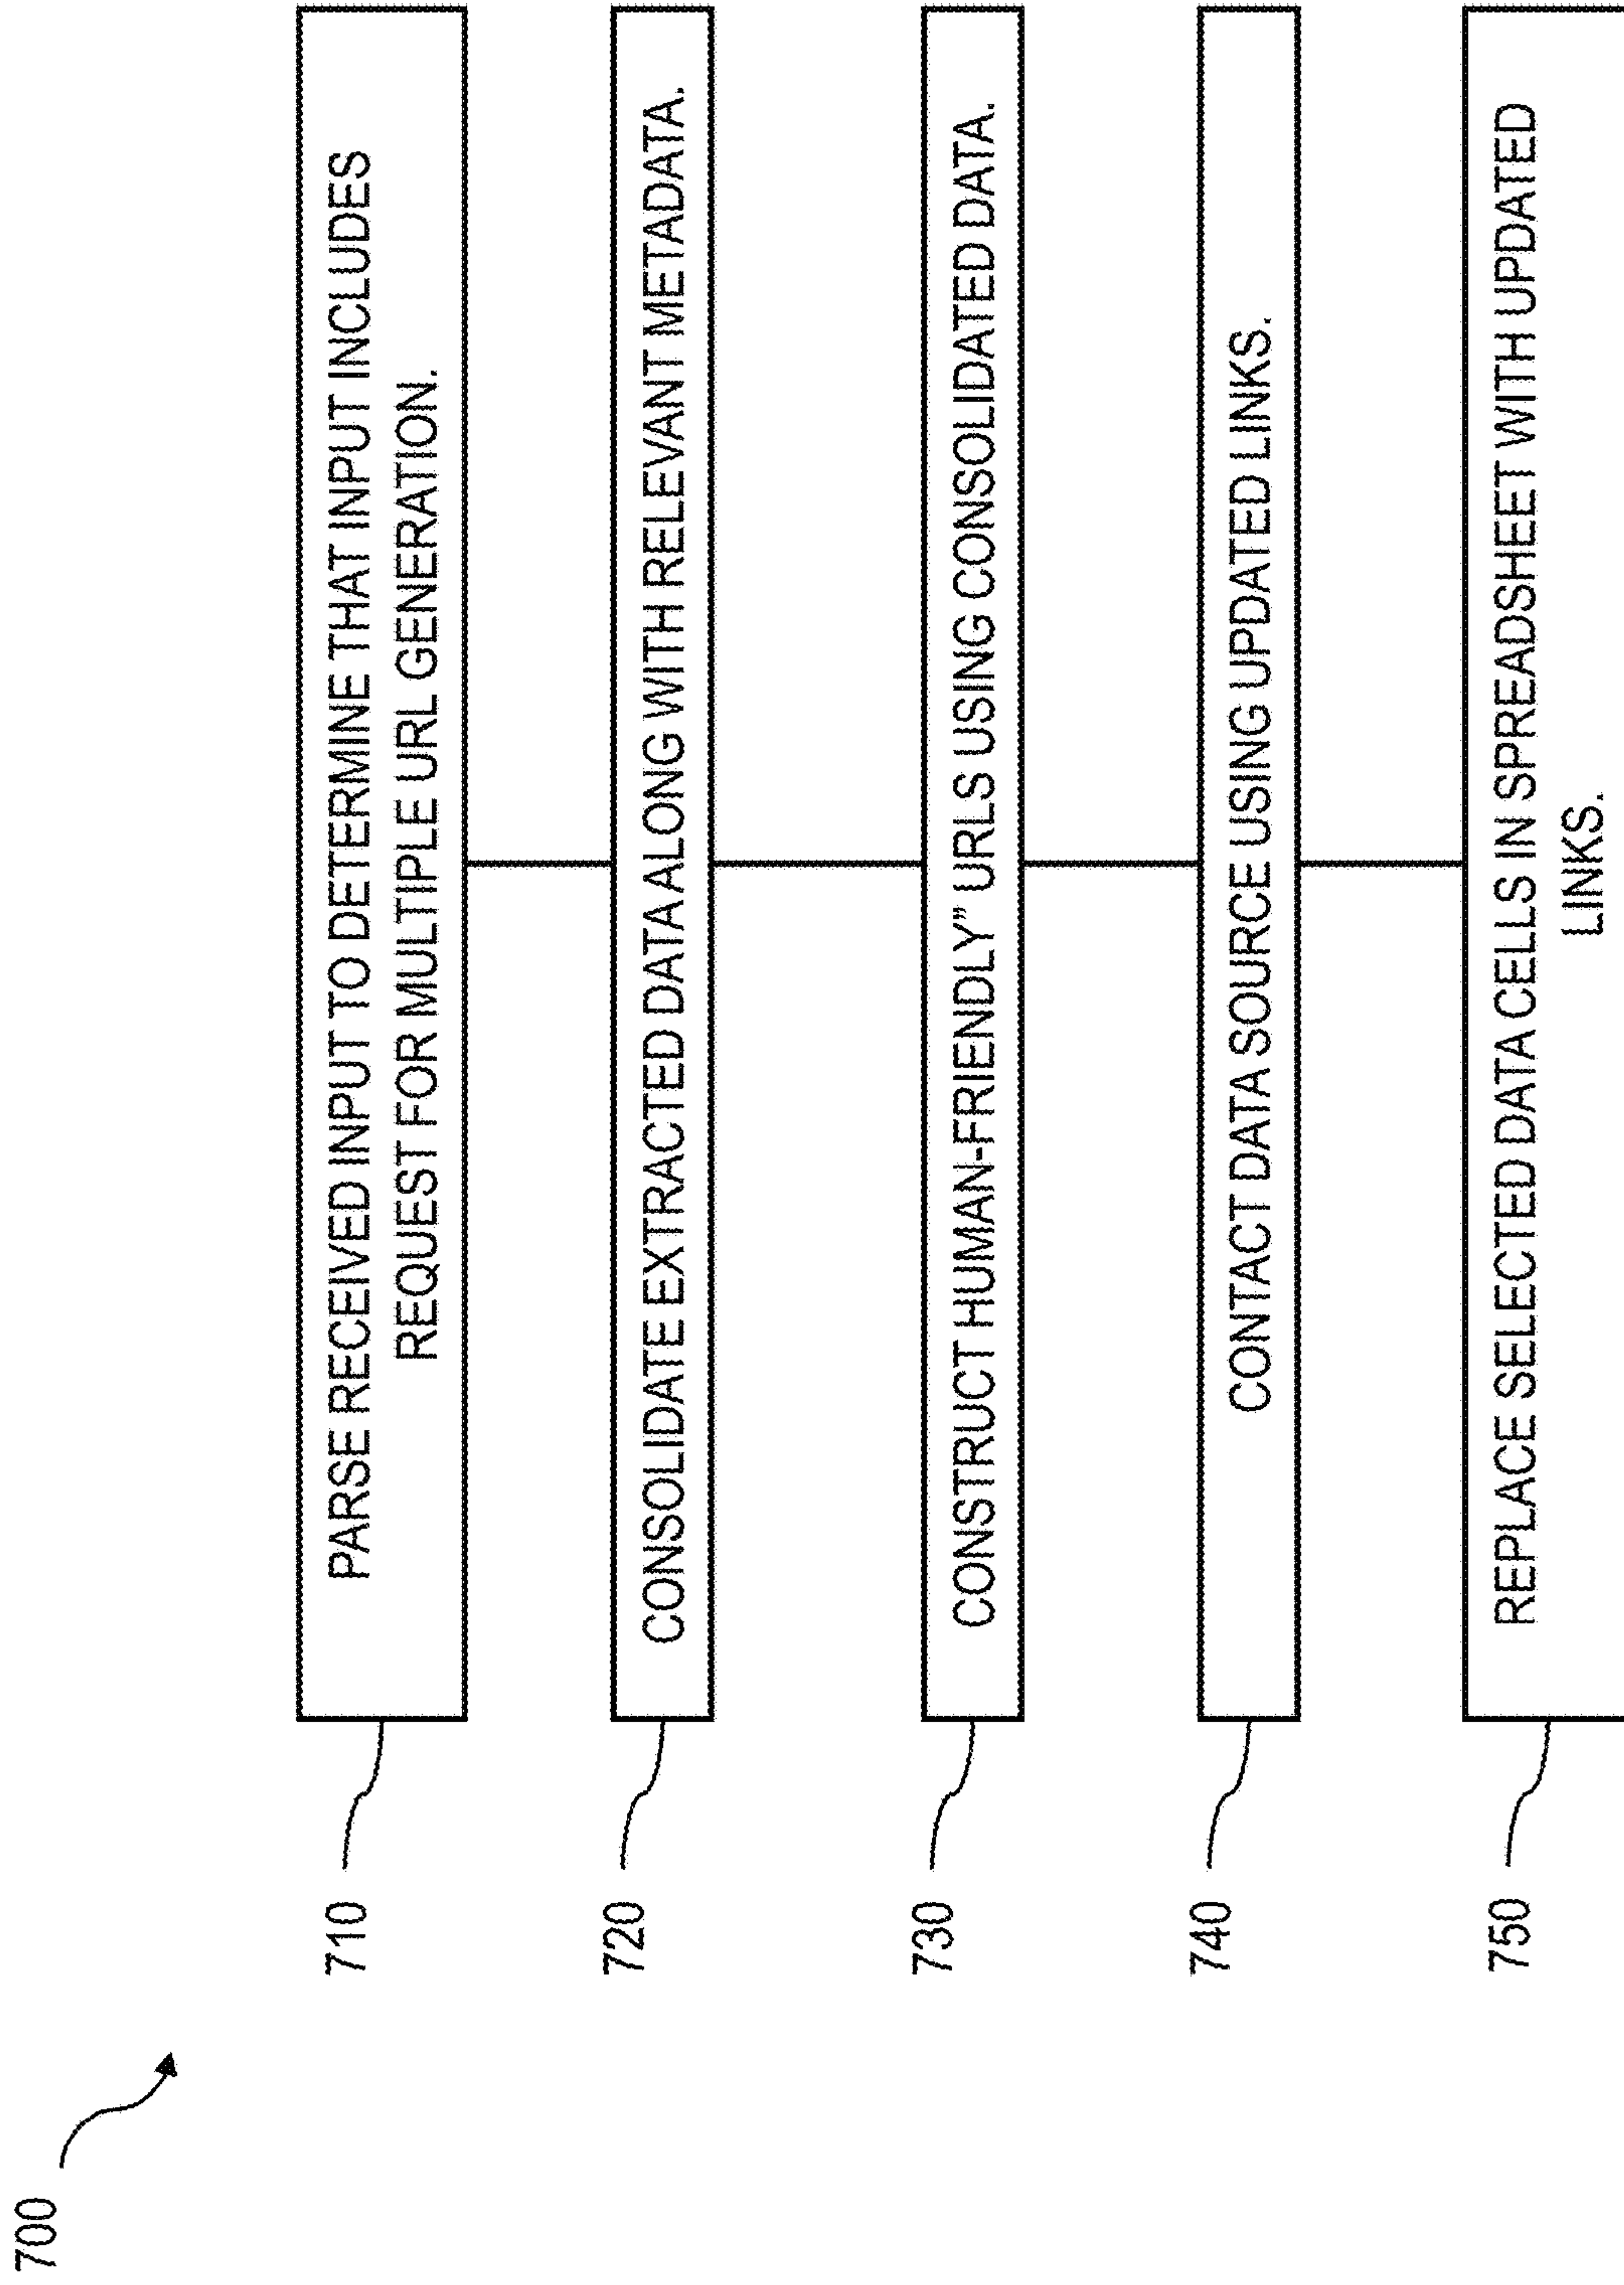 700
710
PARSE RECEIVED INPUT TO DETERMINE THAT INPUT INCLUDES
REQUEST FOR MULTIPLE URL GENERATION.
720
CONSOLIDATE EXTRACTED DATA ALONG WITH RELEVANT METADATA.
730
CONSTRUCT HUMAN-FRIENDLY” URLS USING CONSOLIDATED DATA.
740
CONTACT DATA SOURCE USING UPDATED LINKS.
750
REPLACE SELECTED DATA CELLS IN SPREADSHEET WITH UPDATED
LINKS.